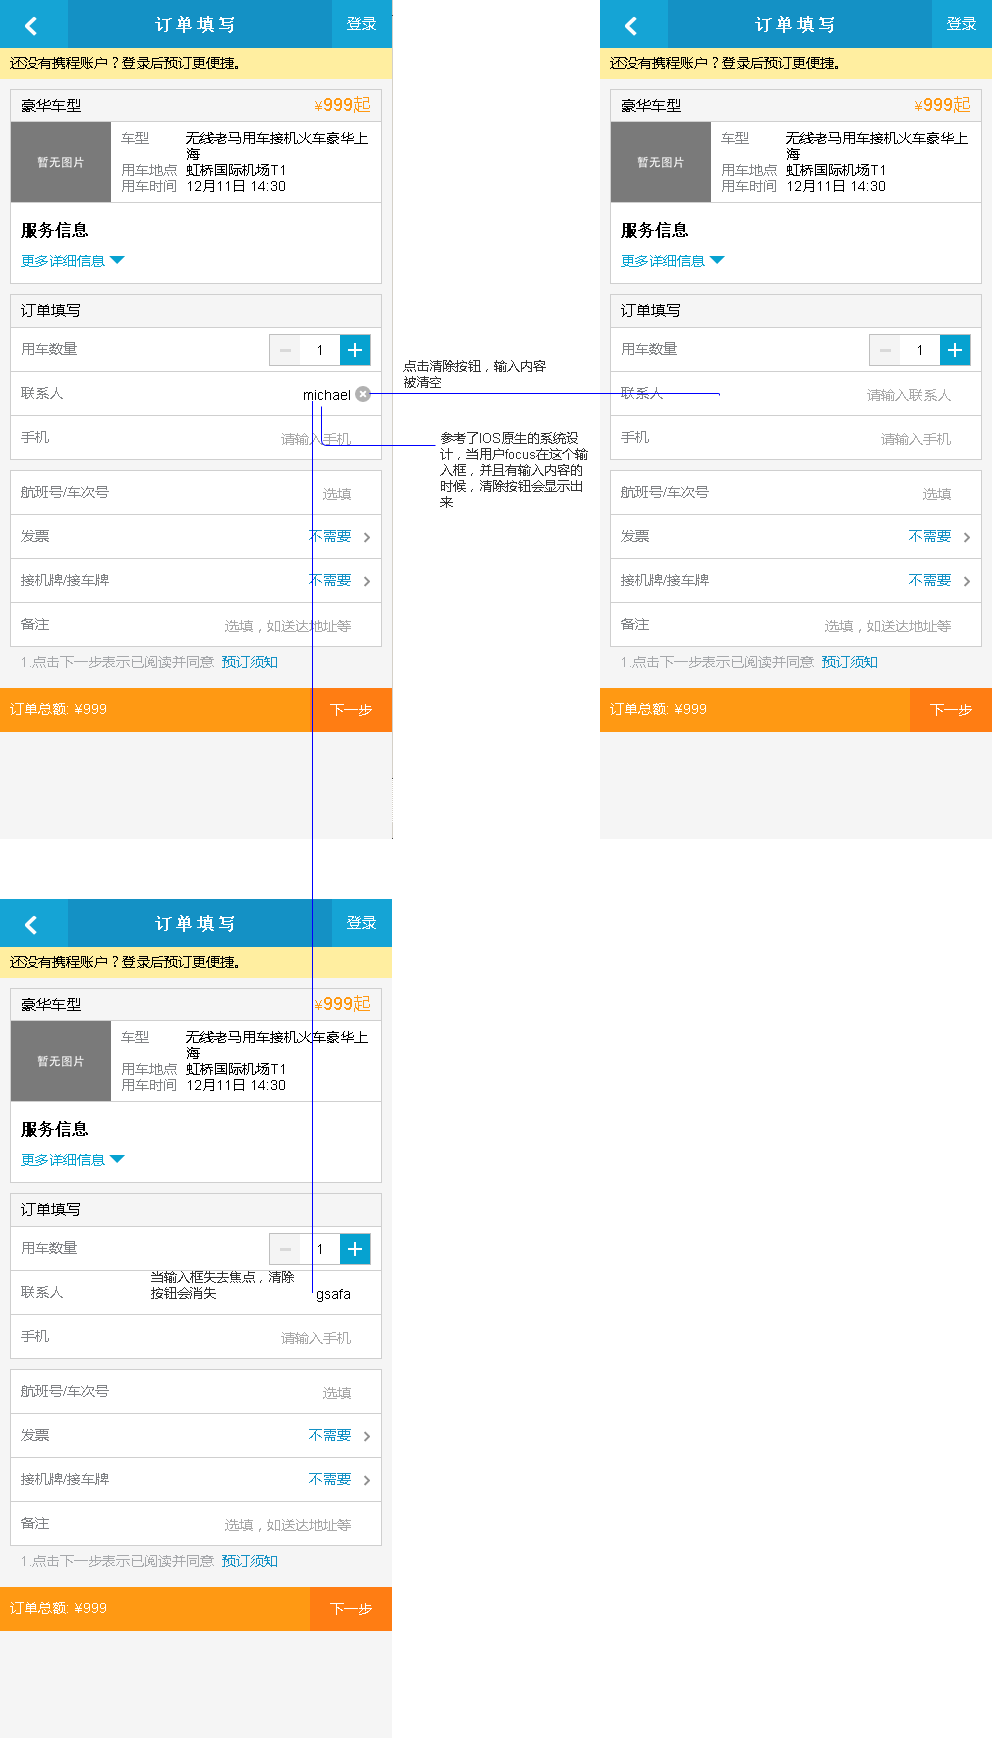 订单填写
登录
还没有携程账户？登录后预订更便捷。
豪华车型
¥999起
暂无图片
车型
无线老马用车接机火车豪华上
海
用车地点
虹桥国际机场T1
用车时间
12月11日 14:30
服务信息
更多详细信息
订单填写
用车数量
1
联系人
michael
手机
请输入手机
航班号/车次号
选填
发票
不需要
接机牌/接车牌
不需要
备注
选填，如送达地址等
1.点击下一步表示已阅读并同意 预订须知
订单总额: ¥999
下一步
点击清除按钮，输入内容
被清空
参考了IOS原生的系统设
计，当用户focus在这个输
入框，并且有输入内容的
时候，清除按钮会显示出
来
订单填写
登录
还没有携程账户？登录后预订更便捷。
豪华车型
¥999起
暂无图片
车型
无线老马用车接机火车豪华上
海
用车地点
虹桥国际机场T1
用车时间
12月11日 14:30
服务信息
更多详细信息
订单填写
用车数量
1
联系人
请输入联系人
手机
请输入手机
航班号/车次号
选填
发票
不需要
接机牌/接车牌
不需要
备注
选填，如送达地址等
1.点击下一步表示已阅读并同意 预订须知
订单总额: ¥999
下一步
订单填写
登录
还没有携程账户？登录后预订更便捷。
豪华车型
¥999起
暂无图片
车型
无线老马用车接机火车豪华上
海
用车地点
虹桥国际机场T1
用车时间
12月11日 14:30
服务信息
更多详细信息
订单填写
用车数量
1
当输入框失去焦点，清除
按钮会消失
联系人
gsafa
手机
请输入手机
航班号/车次号
选填
发票
不需要
接机牌/接车牌
不需要
备注
选填，如送达地址等
1.点击下一步表示已阅读并同意 预订须知
订单总额: ¥999
下一步